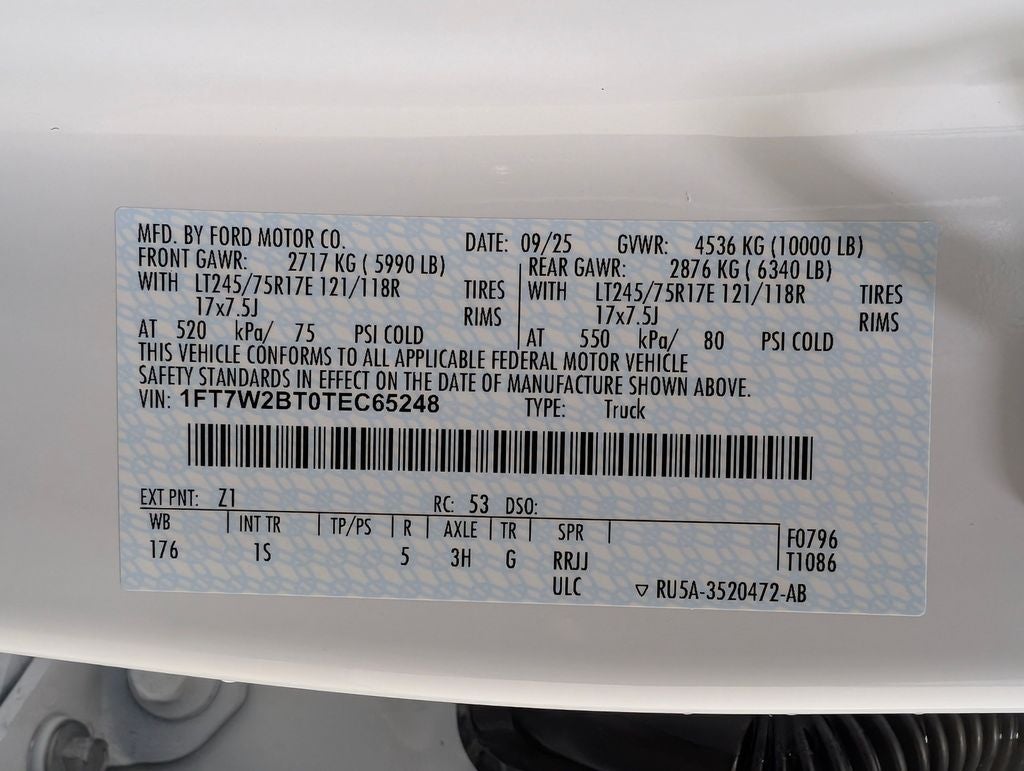 MFD. BY FORD MOTOR CO. DATE: 09/25 GVWR: 4536 KG (10000 LB)
FRONT GAWR: 2717 KG ( 5990 LB) REAR GAWR: 2876 KG ( 6340 LB)
WITH LT245/75R17E 121/118R TIRES WITH LT245/75R17E 121/118R TIRES
17x7.5J RIMS 17x7.5J RIMS
AT 520 kPa/ 75 PSI COLD AT 550 kPa/ 80 PSI COLD
THIS VEHICLE CONFORMS TO ALL APPLICABLE FEDERAL MOTOR VEHICLE
SAFETY STANDARDS IN EFFECT ON THE DATE OF MANUFACTURE SHOWN ABOVE.
VIN: 1FT7W2BT0TEC65248 TYPE: Truck
EXT PNT: Z1 RC: 53 DSO:
WB INT TR TP/PS R AXLE TR SPR F0796
176 1S 5 3H G RRJJ T1086
ULC ▽ RU5A-3520472-AB